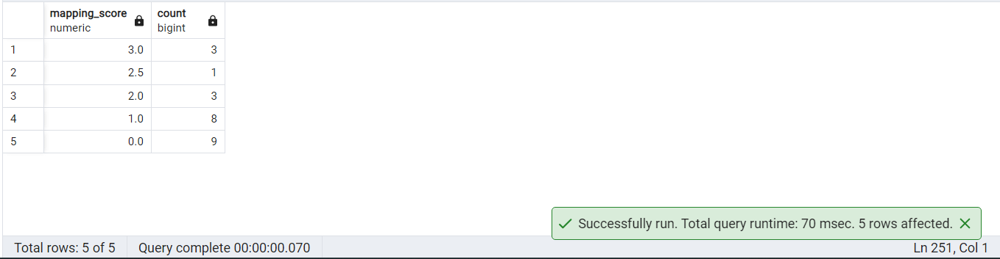 mapping_score count
numeric bigint
1 3.0 3
2 2.5 1
3 2.0 3
4 1.0 8
5 0.0 9
Successfully run. Total query runtime: 70 msec. 5 rows affected.
Total rows: 5 of 5 Query complete 00:00:00.070 Ln 251, Col 1